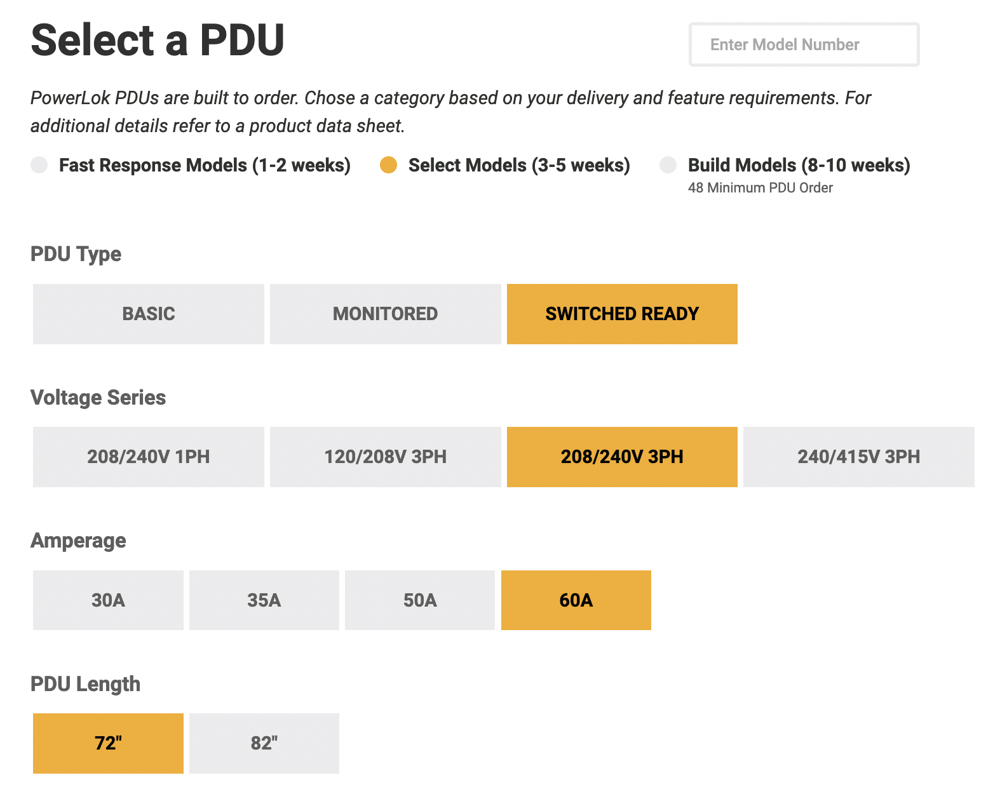 Select a PDU
Enter Model Number
PowerLok PDUs are built to order. Chose a category based on your delivery and feature requirements. For
additional details refer to a product data sheet.
Fast Response Models (1-2 weeks)
Select Models (3-5 weeks)
Build Models (8-10 weeks)
48 Minimum PDU Order
PDU Type
BASIC
MONITORED
SWITCHED READY
Voltage Series
208/240V 1PH
120/208V 3PH
208/240V 3PH
240/415V 3PH
Amperage
30A
35A
50A
60A
PDU Length
72"
82"